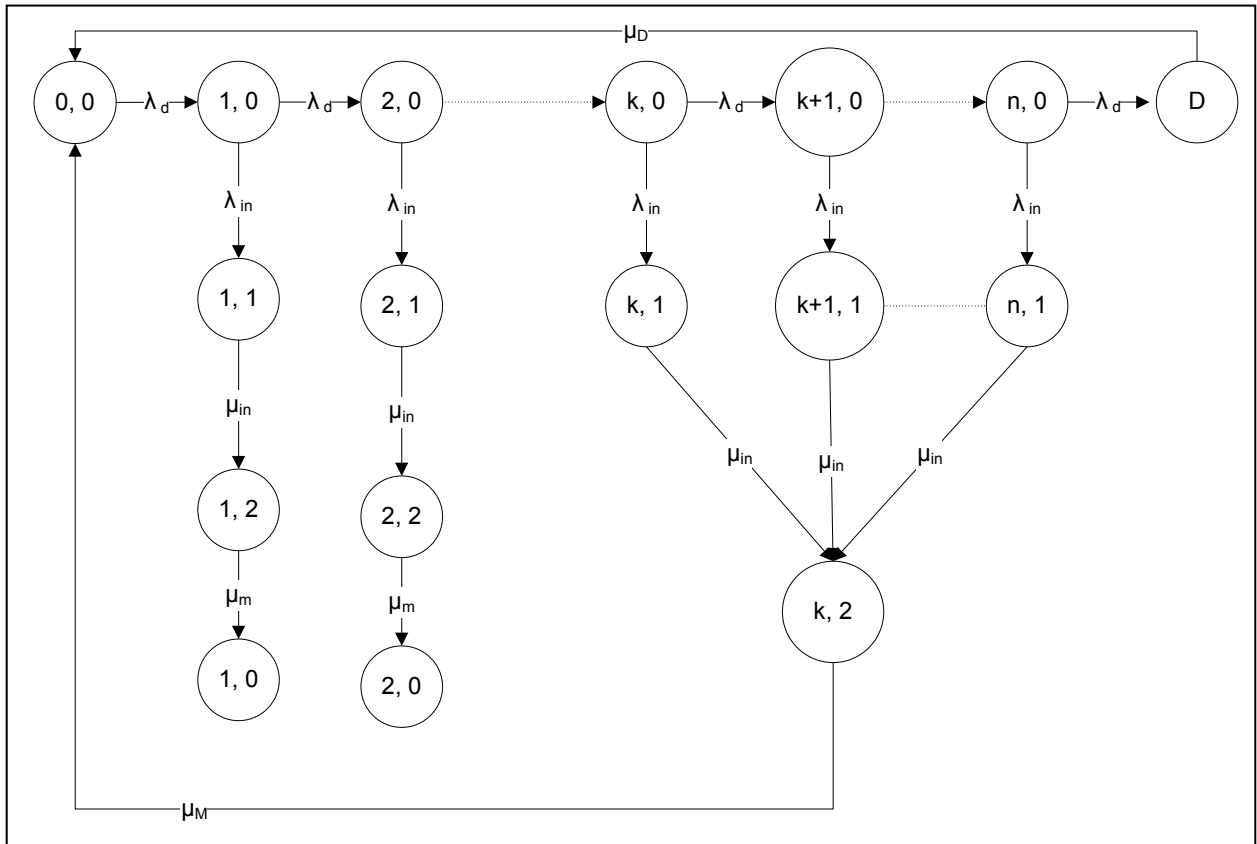 μD
0, 0
λ d
1, 0
λ d
2, 0
k, 0
λ d
k+1, 0
n, 0
λ d
D
λ in
λ in
λ in
λ in
λ in
1, 1
2, 1
k, 1
k+1, 1
n, 1
μin
μin
μin
μin
μin
1, 2
2, 2
μm
μm
k, 2
1, 0
2, 0
μM